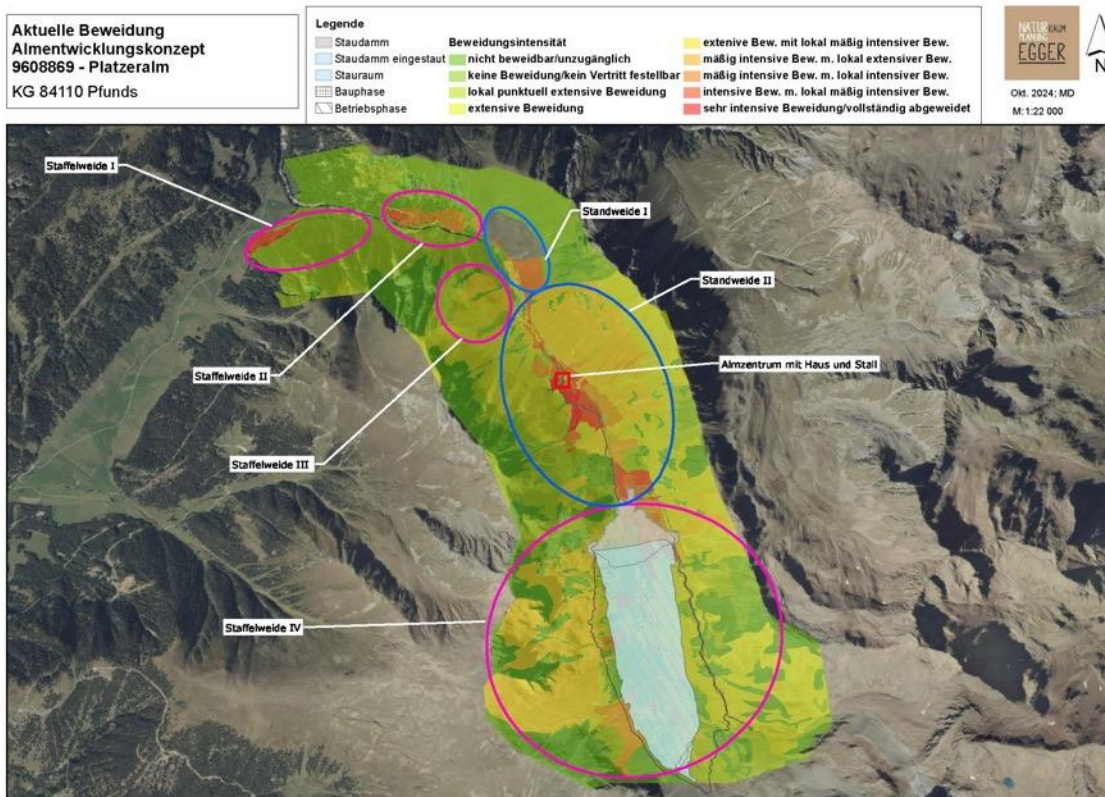 Aktuelle Beweidung
Almentwicklungskonzept
9608869 - Platzeralm
KG 84110 Pfunds
Legende
Staudamm
Staudamm eingestaut
Stauraum
Bauphase
Betriebsphase
Beweidungsintensität
nicht beweidbar/unzugänglich
keine Beweidung/kein Vertritt festellbar
lokal punktuell extensive Beweidung
extensive Beweidung
extenive Bew. mit lokal mäßig intensiver Bew.
mäßig intensive Bew. m. lokal extensiver Bew.
mäßig intensive Bew. m. lokal intensiver Bew.
intensive Bew. m. lokal mäßig intensiver Bew.
sehr intensive Beweidung/vollständig abgeweidet
NATUR RAUM
PLANUNG
EGGER
N
Okt. 2024; MD
M: 1:22 000
Staffelweide I
Standweide I
Standweide II
Almzentrum mit Haus und Stall
Staffelweide II
Staffelweide III
Staffelweide IV